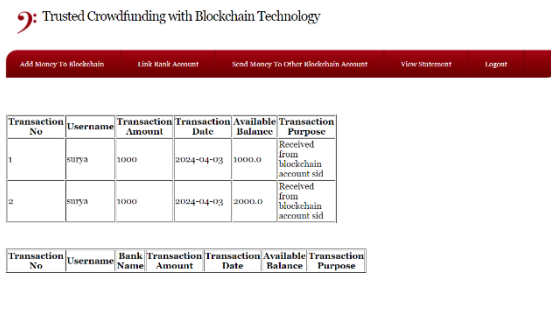 Trusted Crowdfunding with Blockchain Technology
Add Money To Blockchain Link Bank Account Send Money To Other Blockchain Account View Statement Logout
Transaction No Username Transaction Amount Transaction Date Available Balance Transaction Purpose
1 surya 1000 2024-04-03 1000.0 Received from blockchain account sid
2 surya 1000 2024-04-03 2000.0 Received from blockchain account sid
Transaction No Username Bank Name Transaction Amount Transaction Date Available Balance Transaction Purpose